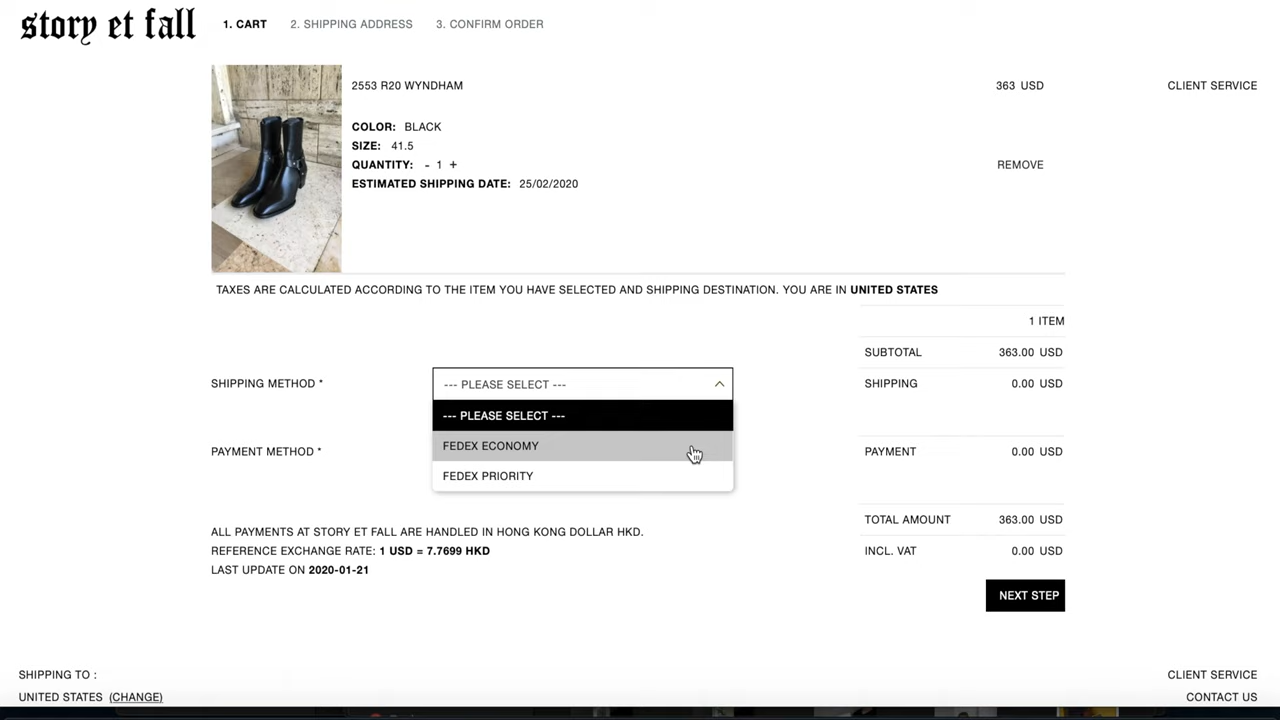 story et fall
1. CART 2. SHIPPING ADDRESS 3. CONFIRM ORDER
2553 R20 WYNDHAM 363 USD CLIENT SERVICE
COLOR: BLACK
SIZE: 41.5
QUANTITY: - 1 + REMOVE
ESTIMATED SHIPPING DATE: 25/02/2020
TAXES ARE CALCULATED ACCORDING TO THE ITEM YOU HAVE SELECTED AND SHIPPING DESTINATION. YOU ARE IN UNITED STATES
1 ITEM
SUBTOTAL 363.00 USD
SHIPPING METHOD * --- PLEASE SELECT --- SHIPPING 0.00 USD
--- PLEASE SELECT ---
FEDEX ECONOMY
PAYMENT METHOD * PAYMENT 0.00 USD
FEDEX PRIORITY
TOTAL AMOUNT 363.00 USD
ALL PAYMENTS AT STORY ET FALL ARE HANDLED IN HONG KONG DOLLAR HKD.
REFERENCE EXCHANGE RATE: 1 USD = 7.7699 HKD INCL. VAT 0.00 USD
LAST UPDATE ON 2020-01-21
NEXT STEP
SHIPPING TO : CLIENT SERVICE
UNITED STATES (CHANGE) CONTACT US